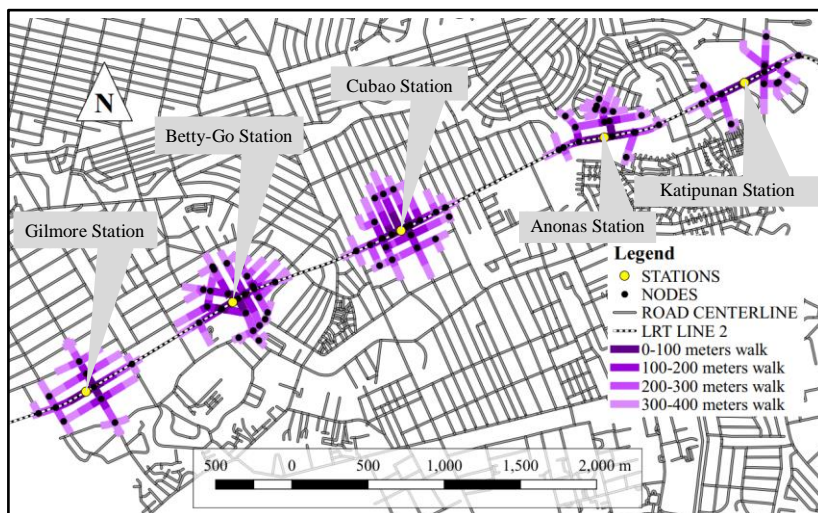 Cubao Station
N
Betty-Go Station
Katipunan Station
Gilmore Station
Anonas Station
Legend
STATIONS
NODES
ROAD CENTERLINE
LRT LINE 2
0-100 meters walk
100-200 meters walk
200-300 meters walk
300-400 meters walk
500 0 500 1,000 1,500 2,000 m